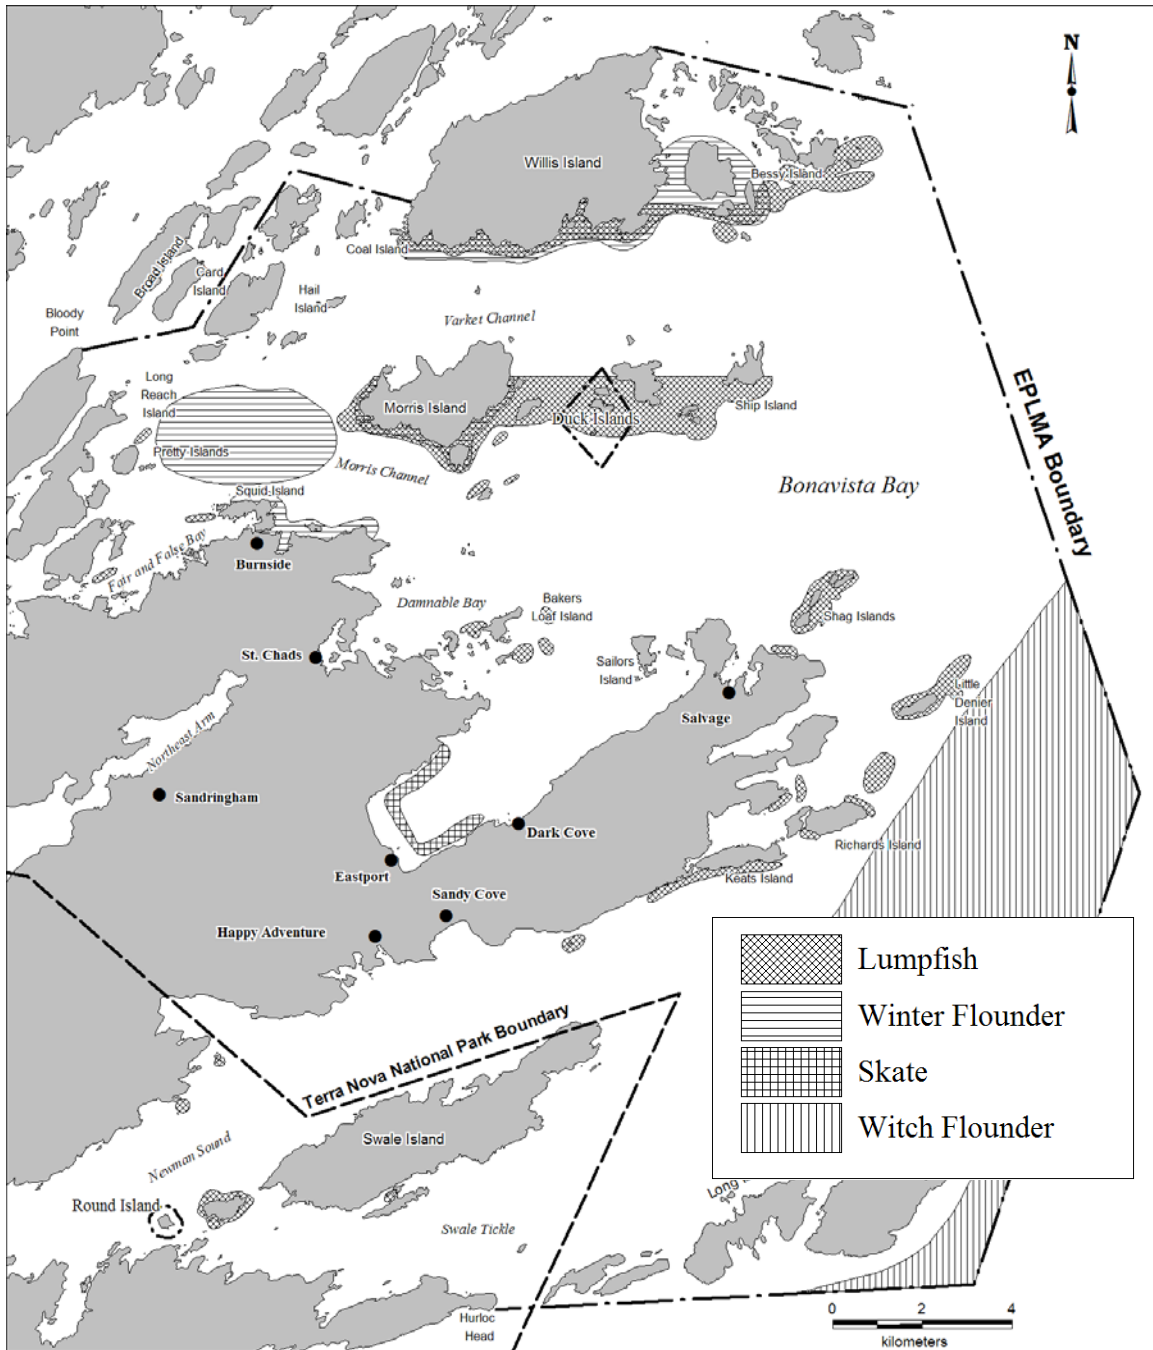 N
Willis Island
Bessy Island
Coal Island
Broad Island
Card
Island
Hail
Island
Bloody
Point
Varket Channel
Long
Reach
Island
Morris Island
Duck Islands
Ship Island
EPLMA Boundary
Pretty Islands
Morris Channel
Squid Island
Bonavista Bay
Fair and False Bay
Burnside
Damnable Bay
Bakers
Loaf Island
Shag Islands
St. Chads
Sailors
Island
Little
Denier
Island
Salvage
Northeast Arm
Sandringham
Dark Cove
Richards Island
Eastport
Keats Island
Sandy Cove
Happy Adventure
Lumpfish
Winter Flounder
Skate
Witch Flounder
Terra Nova National Park Boundary
Swale Island
Newman Sound
Round Island
Long
Swale Tickle
Hurloc
Head
0 2 4
kilometers